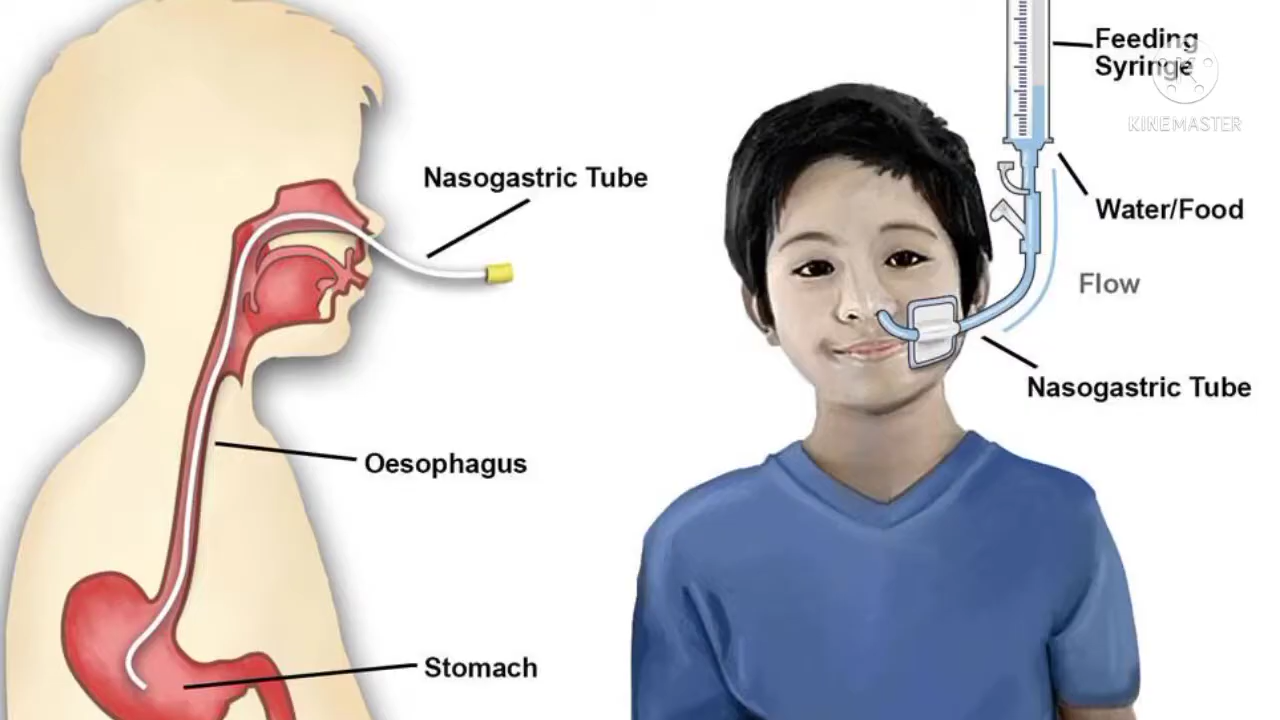 Nasogastric Tube
Oesophagus
Stomach
Feeding
Syringe
KINEMASTER
Water/Food
Flow
Nasogastric Tube